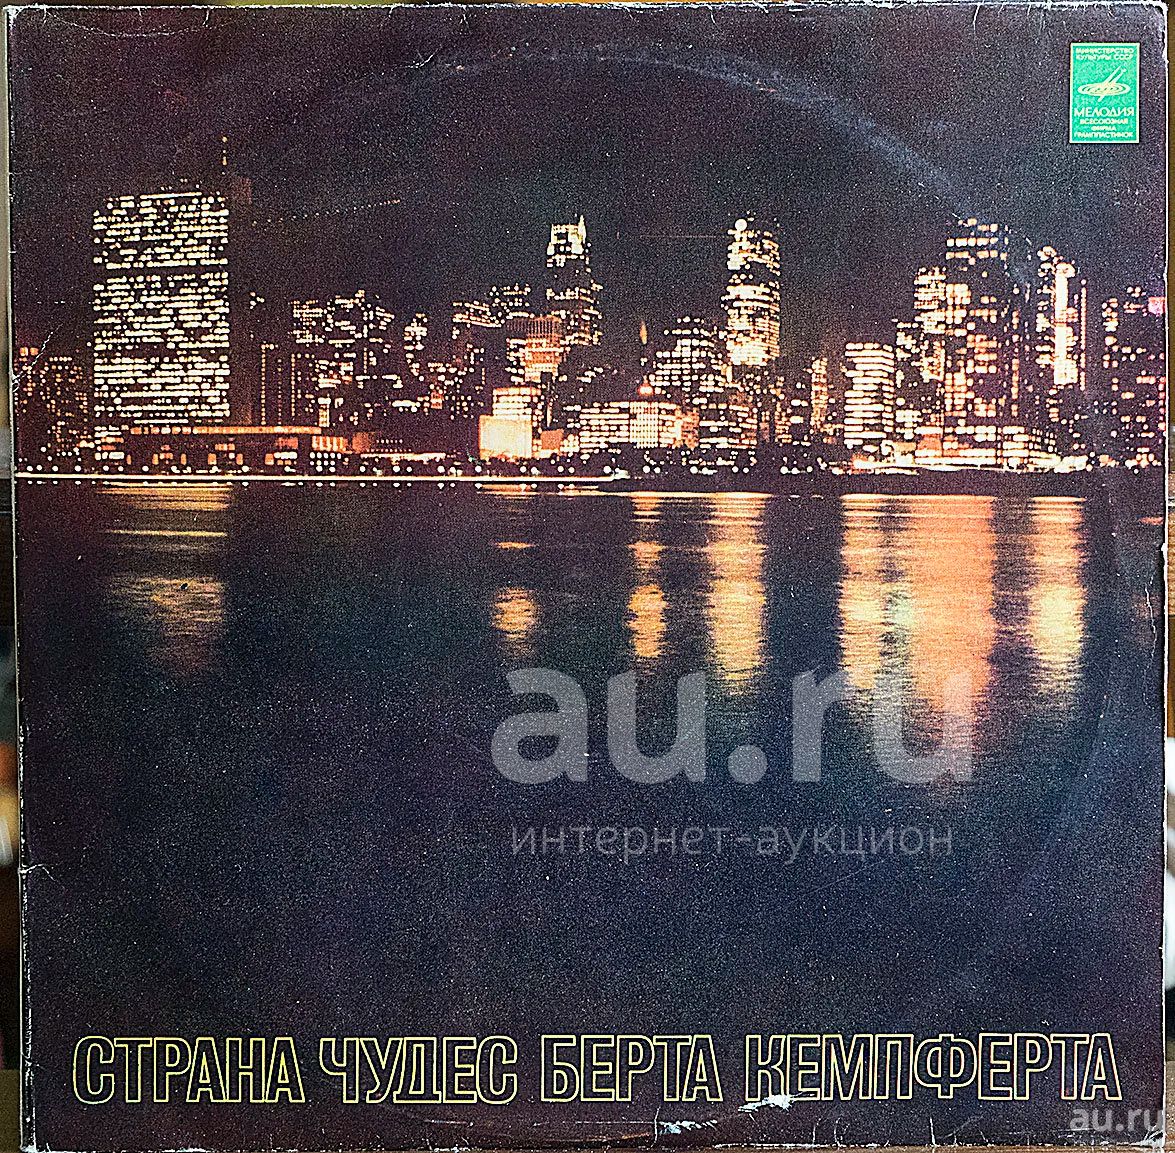 МИНИСТЕРСТВО
КУЛЬТУРЫ СССР
МЕЛОДИЯ
ВСЕСОЮЗНАЯ
ФИРМА
ГРАМПЛАСТИНОК
au.ru
интернет-аукцион
СТРАНА ЧУДЕС БЕРТА КЕМПФЕРТА
au.ru